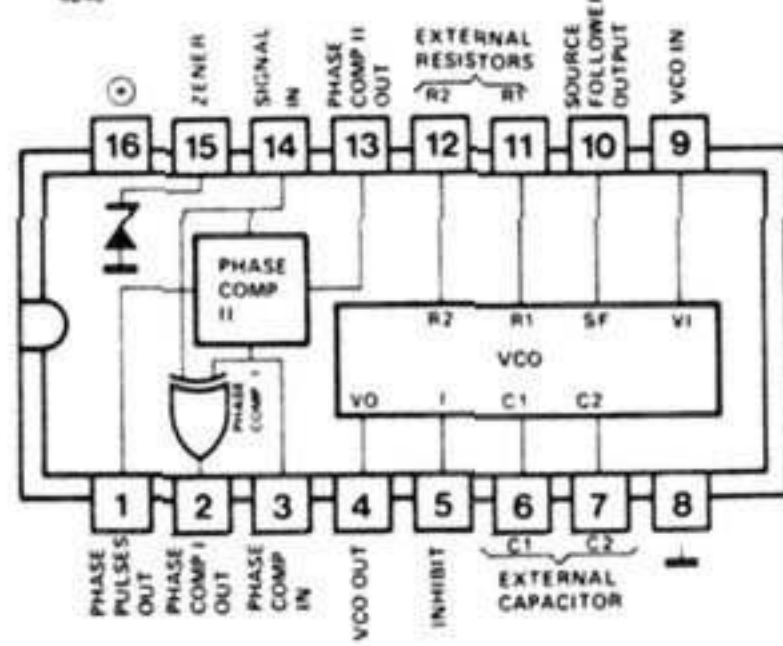 ZENER
SIGNAL
IN
PHASE
COMP II
OUT
EXTERNAL
RESISTORS
R2 R1
SOURCE
FOLLOWER
OUTPUT
VCO IN
16 15 14 13 12 11 10 9
PHASE
COMP
II
R2 R1 SF VI
VCO
VO I C1 C2
PHASE
COMP I
1 2 3 4 5 6 7 8
PHASE
PULSES
OUT
PHASE
COMP I
OUT
PHASE
COMP
IN
VCO OUT
INHIBIT
C1 C2
EXTERNAL
CAPACITOR